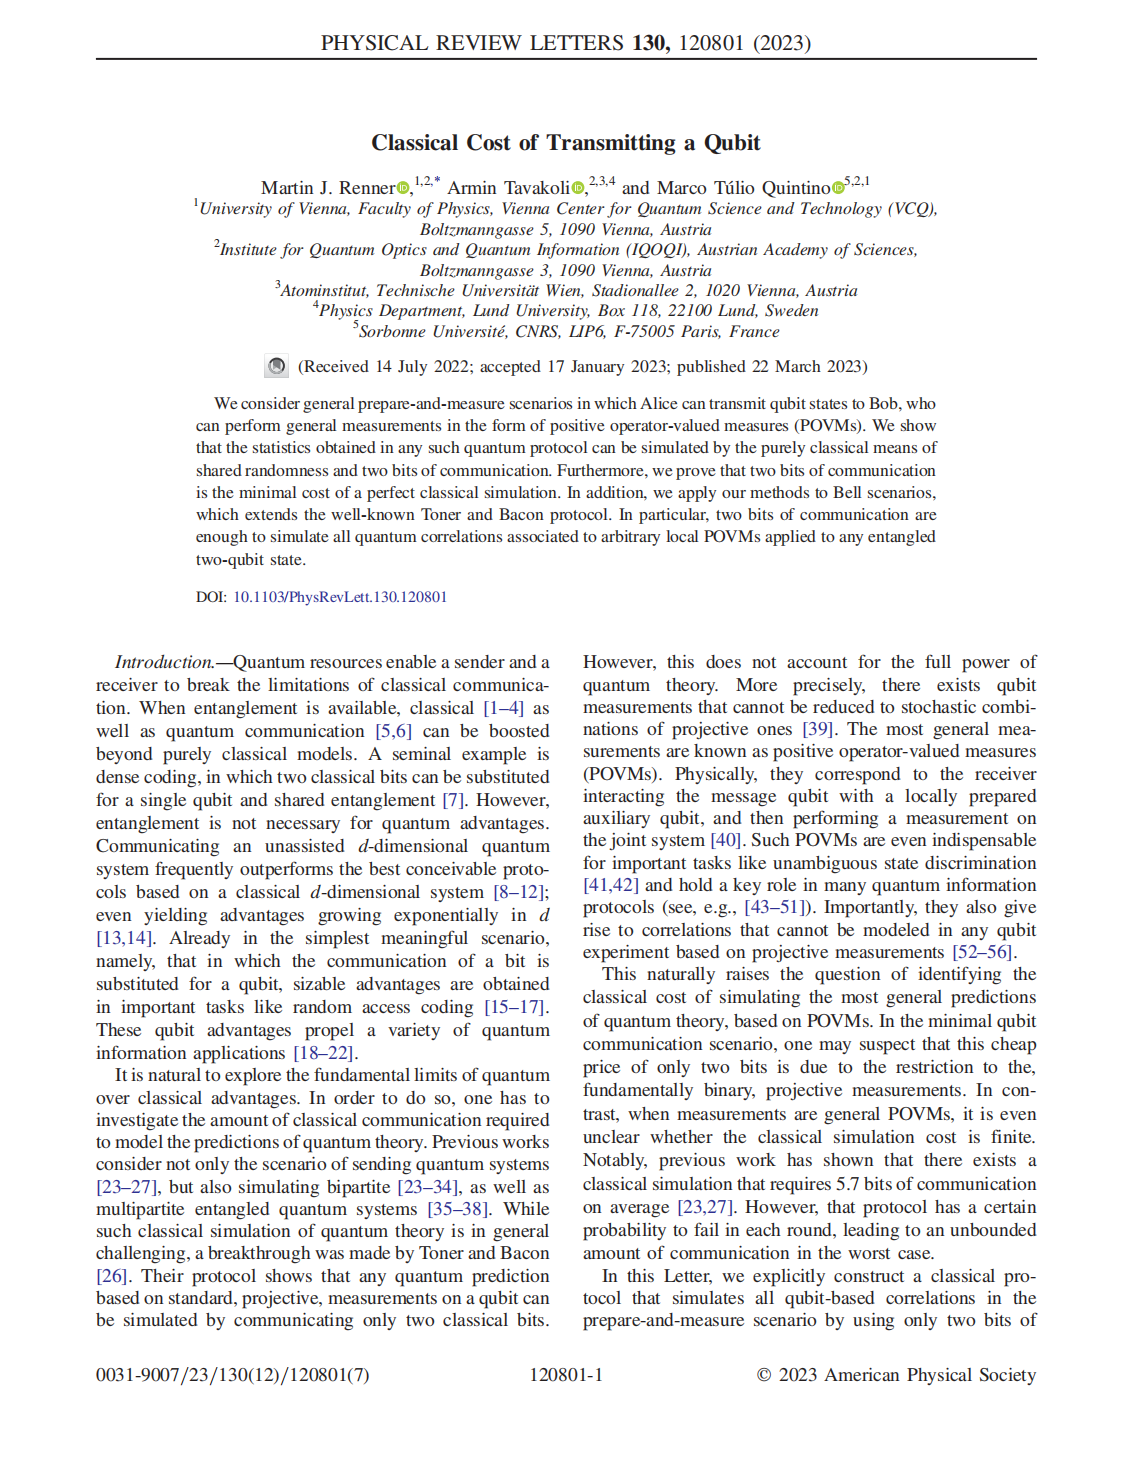 PHYSICAL REVIEW LETTERS 130, 120801 (2023)
Classical Cost of Transmitting a Qubit
Martin J. Renner,1,2,* Armin Tavakoli,2,3,4 and Marco Túlio Quintino5,2,1
1University of Vienna, Faculty of Physics, Vienna Center for Quantum Science and Technology (VCQ),
Boltzmanngasse 5, 1090 Vienna, Austria
2Institute for Quantum Optics and Quantum Information (IQOQI), Austrian Academy of Sciences,
Boltzmanngasse 3, 1090 Vienna, Austria
3Atominstitut, Technische Universität Wien, Stadionallee 2, 1020 Vienna, Austria
4Physics Department, Lund University, Box 118, 22100 Lund, Sweden
5Sorbonne Université, CNRS, LIP6, F-75005 Paris, France
(Received 14 July 2022; accepted 17 January 2023; published 22 March 2023)
We consider general prepare-and-measure scenarios in which Alice can transmit qubit states to Bob, who
can perform general measurements in the form of positive operator-valued measures (POVMs). We show
that the statistics obtained in any such quantum protocol can be simulated by the purely classical means of
shared randomness and two bits of communication. Furthermore, we prove that two bits of communication
is the minimal cost of a perfect classical simulation. In addition, we apply our methods to Bell scenarios,
which extends the well-known Toner and Bacon protocol. In particular, two bits of communication are
enough to simulate all quantum correlations associated to arbitrary local POVMs applied to any entangled
two-qubit state.
DOI: 10.1103/PhysRevLett.130.120801
Introduction.—Quantum resources enable a sender and a
receiver to break the limitations of classical communica-
tion. When entanglement is available, classical [1–4] as
well as quantum communication [5,6] can be boosted
beyond purely classical models. A seminal example is
dense coding, in which two classical bits can be substituted
for a single qubit and shared entanglement [7]. However,
entanglement is not necessary for quantum advantages.
Communicating an unassisted d-dimensional quantum
system frequently outperforms the best conceivable proto-
cols based on a classical d-dimensional system [8–12];
even yielding advantages growing exponentially in d
[13,14]. Already in the simplest meaningful scenario,
namely, that in which the communication of a bit is
substituted for a qubit, sizable advantages are obtained
in important tasks like random access coding [15–17].
These qubit advantages propel a variety of quantum
information applications [18–22].
It is natural to explore the fundamental limits of quantum
over classical advantages. In order to do so, one has to
investigate the amount of classical communication required
to model the predictions of quantum theory. Previous works
consider not only the scenario of sending quantum systems
[23–27], but also simulating bipartite [23–34], as well as
multipartite entangled quantum systems [35–38]. While
such classical simulation of quantum theory is in general
challenging, a breakthrough was made by Toner and Bacon
[26]. Their protocol shows that any quantum prediction
based on standard, projective, measurements on a qubit can
be simulated by communicating only two classical bits.
However, this does not account for the full power of
quantum theory. More precisely, there exists qubit
measurements that cannot be reduced to stochastic combi-
nations of projective ones [39]. The most general mea-
surements are known as positive operator-valued measures
(POVMs). Physically, they correspond to the receiver
interacting the message qubit with a locally prepared
auxiliary qubit, and then performing a measurement on
the joint system [40]. Such POVMs are even indispensable
for important tasks like unambiguous state discrimination
[41,42] and hold a key role in many quantum information
protocols (see, e.g., [43–51]). Importantly, they also give
rise to correlations that cannot be modeled in any qubit
experiment based on projective measurements [52–56].
This naturally raises the question of identifying the
classical cost of simulating the most general predictions
of quantum theory, based on POVMs. In the minimal qubit
communication scenario, one may suspect that this cheap
price of only two bits is due to the restriction to the,
fundamentally binary, projective measurements. In con-
trast, when measurements are general POVMs, it is even
unclear whether the classical simulation cost is finite.
Notably, previous work has shown that there exists a
classical simulation that requires 5.7 bits of communication
on average [23,27]. However, that protocol has a certain
probability to fail in each round, leading to an unbounded
amount of communication in the worst case.
In this Letter, we explicitly construct a classical pro-
tocol that simulates all qubit-based correlations in the
prepare-and-measure scenario by using only two bits of
0031-9007/23/130(12)/120801(7)
120801-1
© 2023 American Physical Society